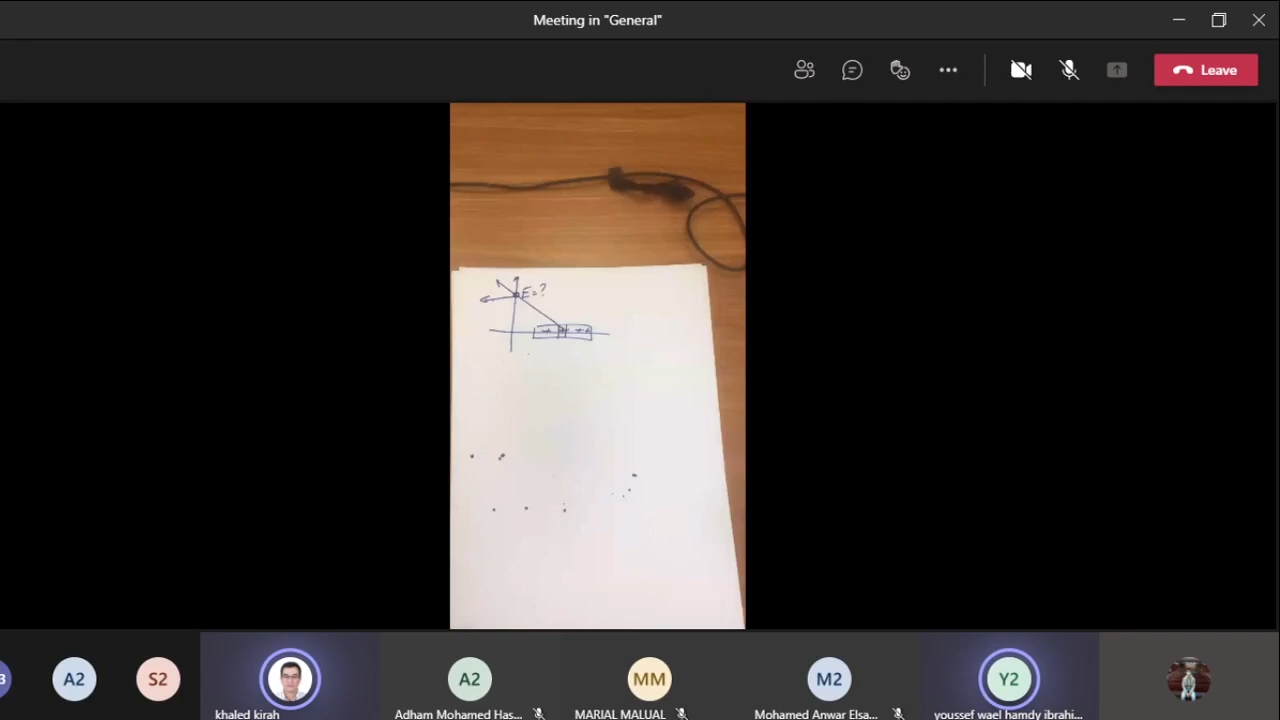 Meeting in "General"
Leave
E=?
+ + ++
3
A2
S2
A2
MM
M2
Y2
khaled kirah
Adham Mohamed Has...
MARIAL MALUAL
Mohamed Anwar Elsa...
youssef wael hamdy ibrahi...